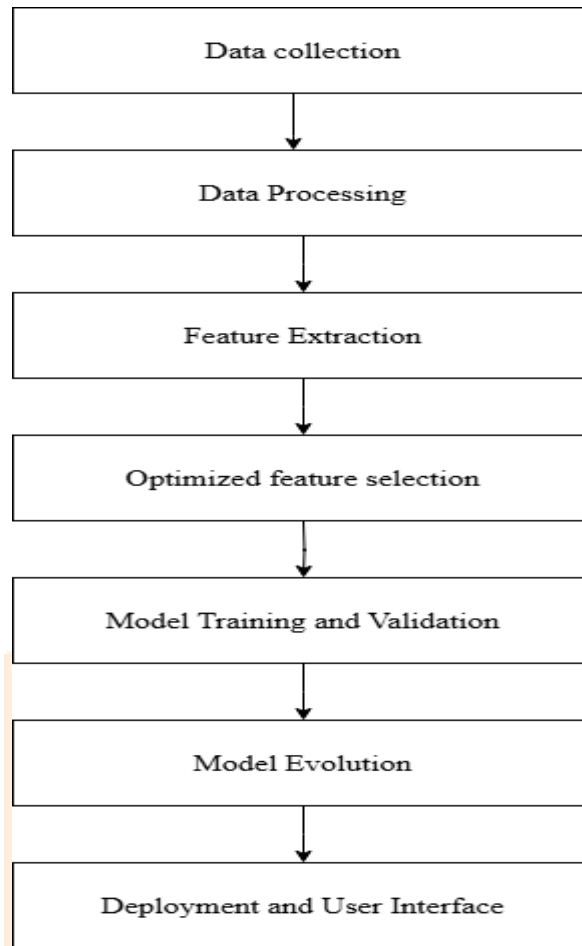 Data collection
Data Processing
Feature Extraction
Optimized feature selection
Model Training and Validation
Model Evolution
Deployment and User Interface